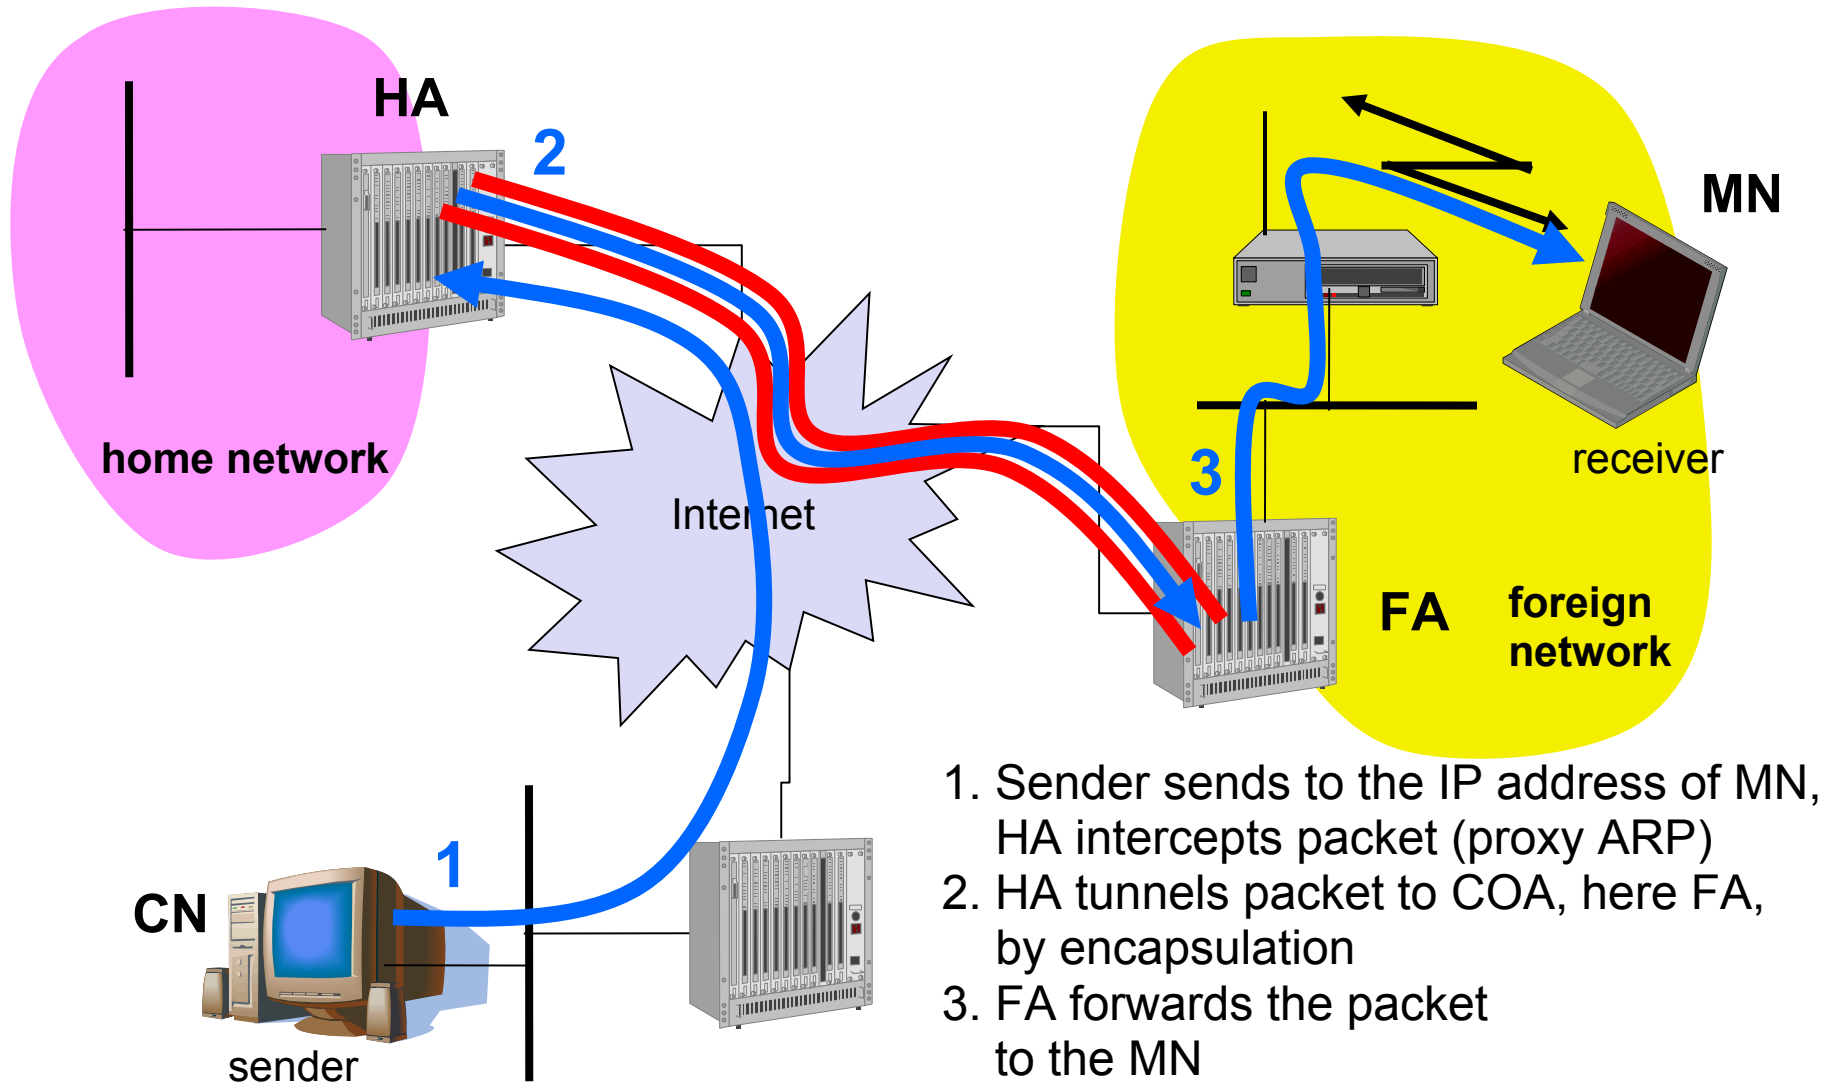 HA
2
MN
home network
receiver
3
Internet
FA
foreign
network
1. Sender sends to the IP address of MN,
HA intercepts packet (proxy ARP)
2. HA tunnels packet to COA, here FA,
by encapsulation
3. FA forwards the packet
to the MN
1
CN
sender